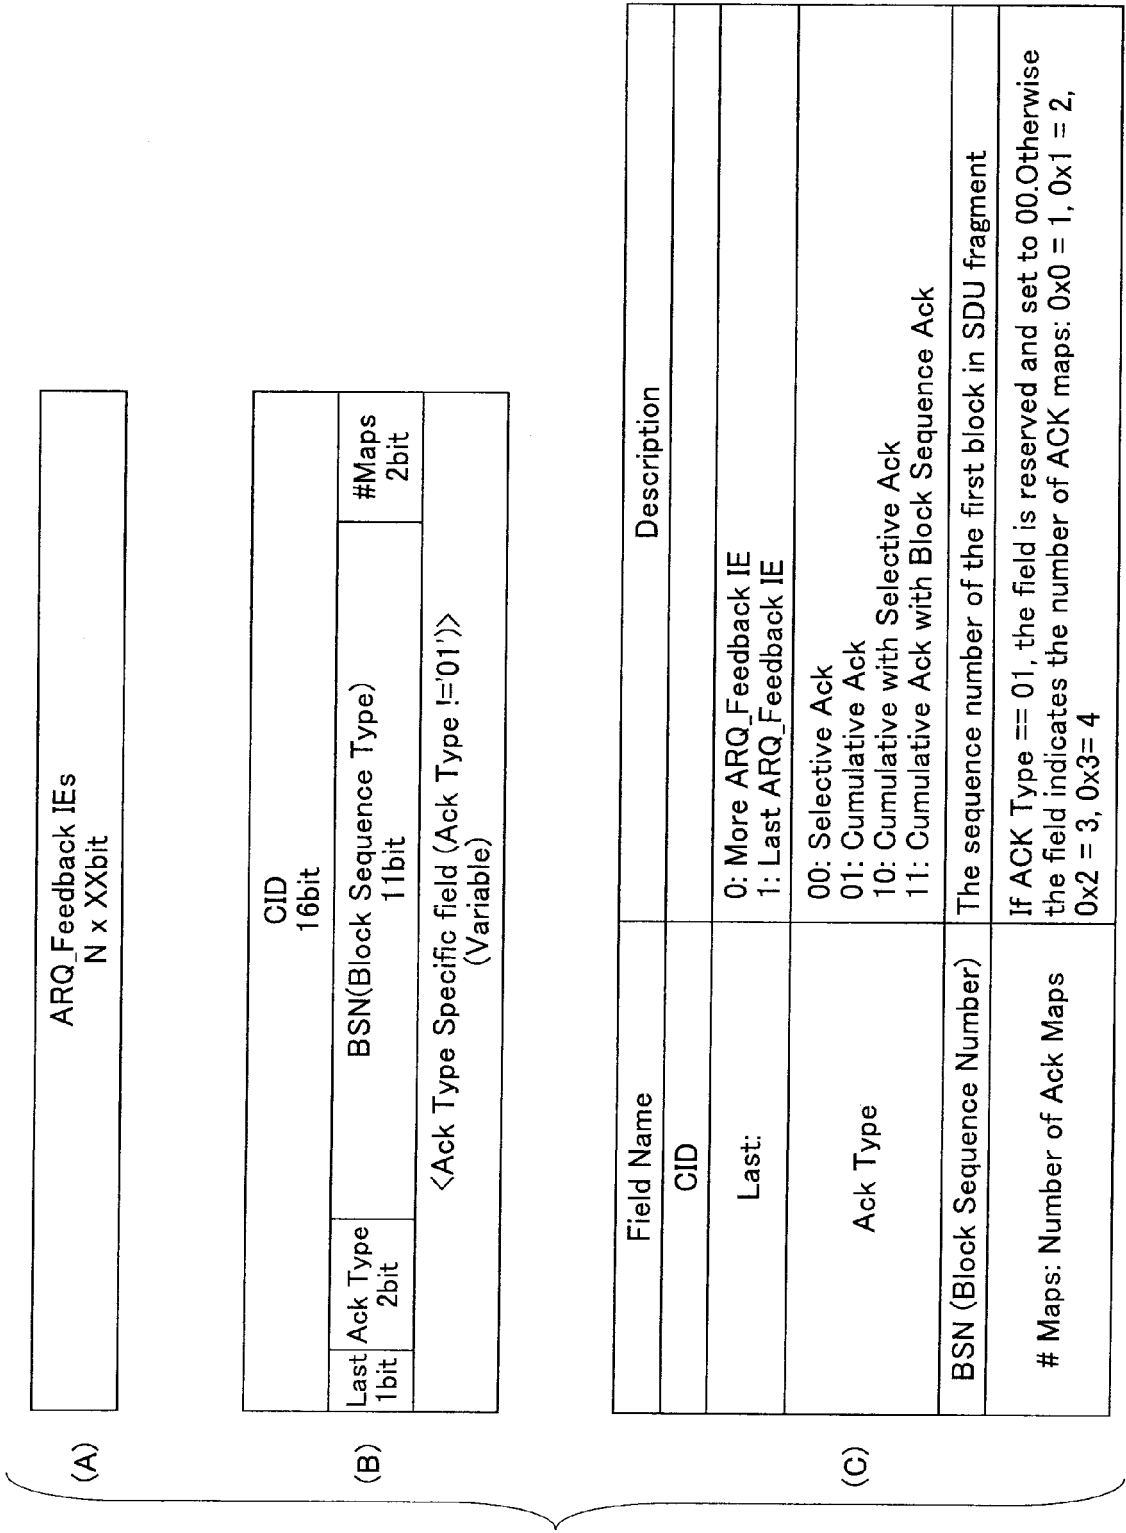 (A)
ARQ_Feedback IEs
N x XXbit
(B)
CID
16bit
Last
1bit
Ack Type
2bit
BSN(Block Sequence Type)
11bit
#Maps
2bit
<Ack Type Specific field (Ack Type !='01')>
(Variable)
(C)
Field Name
Description
CID
Last:
0: More ARQ_Feedback IE
1: Last ARQ_Feedback IE
Ack Type
00: Selective Ack
01: Cumulative Ack
10: Cumulative with Selective Ack
11: Cumulative Ack with Block Sequence Ack
BSN (Block Sequence Number)
The sequence number of the first block in SDU fragment
# Maps: Number of Ack Maps
If ACK Type == 01, the field is reserved and set to 00.Otherwise
the field indicates the number of ACK maps: 0x0 = 1, 0x1 = 2,
0x2 = 3, 0x3= 4